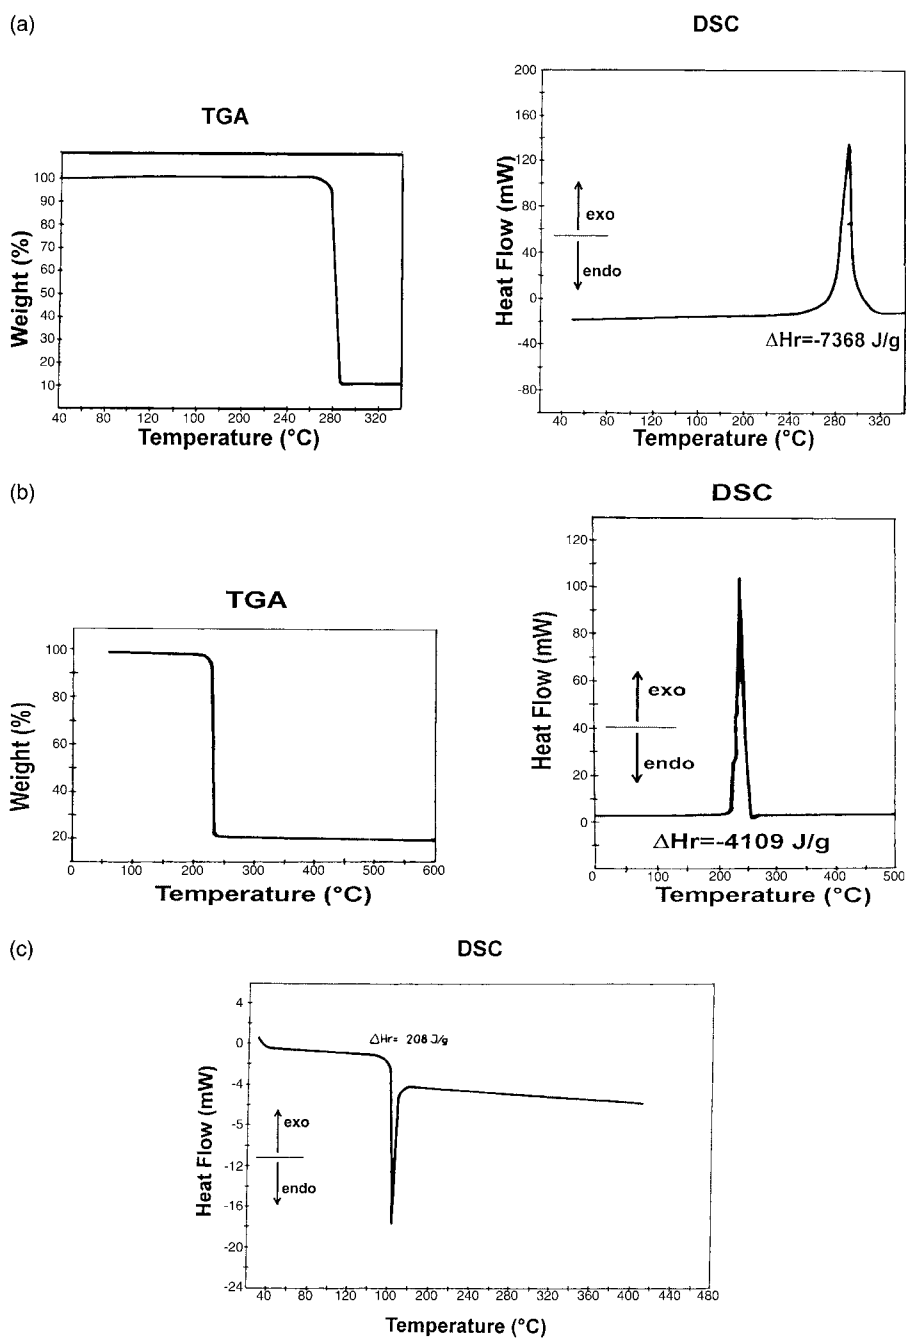 (a)
DSC
TGA
Weight (%)
100
90
80
70
60
50
40
30
20
10
40 80 120 160 200 240 280 320
Temperature (°C)
Heat Flow (mW)
200
160
120
80
40
0
-40
-80
exo
endo
ΔHr=-7368 J/g
40 80 120 160 200 240 280 320
Temperature (°C)
(b)
DSC
TGA
Weight (%)
100
80
60
40
20
0 100 200 300 400 500 600
Temperature (°C)
Heat Flow (mW)
120
100
80
60
40
20
0
exo
endo
ΔHr=-4109 J/g
0 100 200 300 400 500
Temperature (°C)
(c)
DSC
Heat Flow (mW)
4
0
-4
-5
-12
-16
-20
-24
ΔHr= 208 J/g
exo
endo
40 80 120 160 200 240 280 320 360 400 440 480
Temperature (°C)